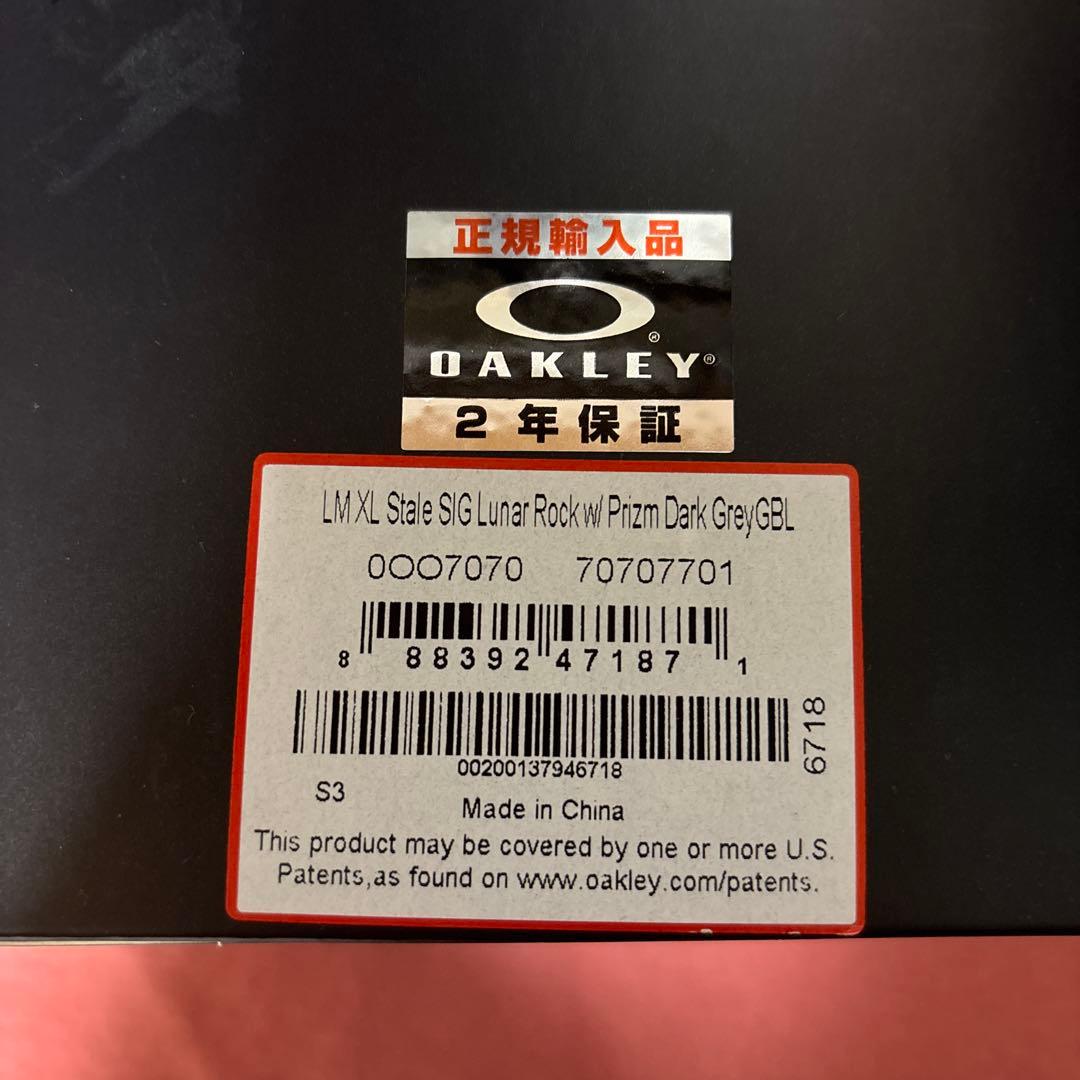 正規輸入品
®
OAKLEY®
2年保証
LM XL Stale SIG Lunar Rock w/ Prizm Dark GreyGBL
0OO7070 70707701
8 88392 47187 1
00200137946718
6718
S3
Made in China
This product may be covered by one or more U.S.
Patents,as found on www.oakley.com/patents.